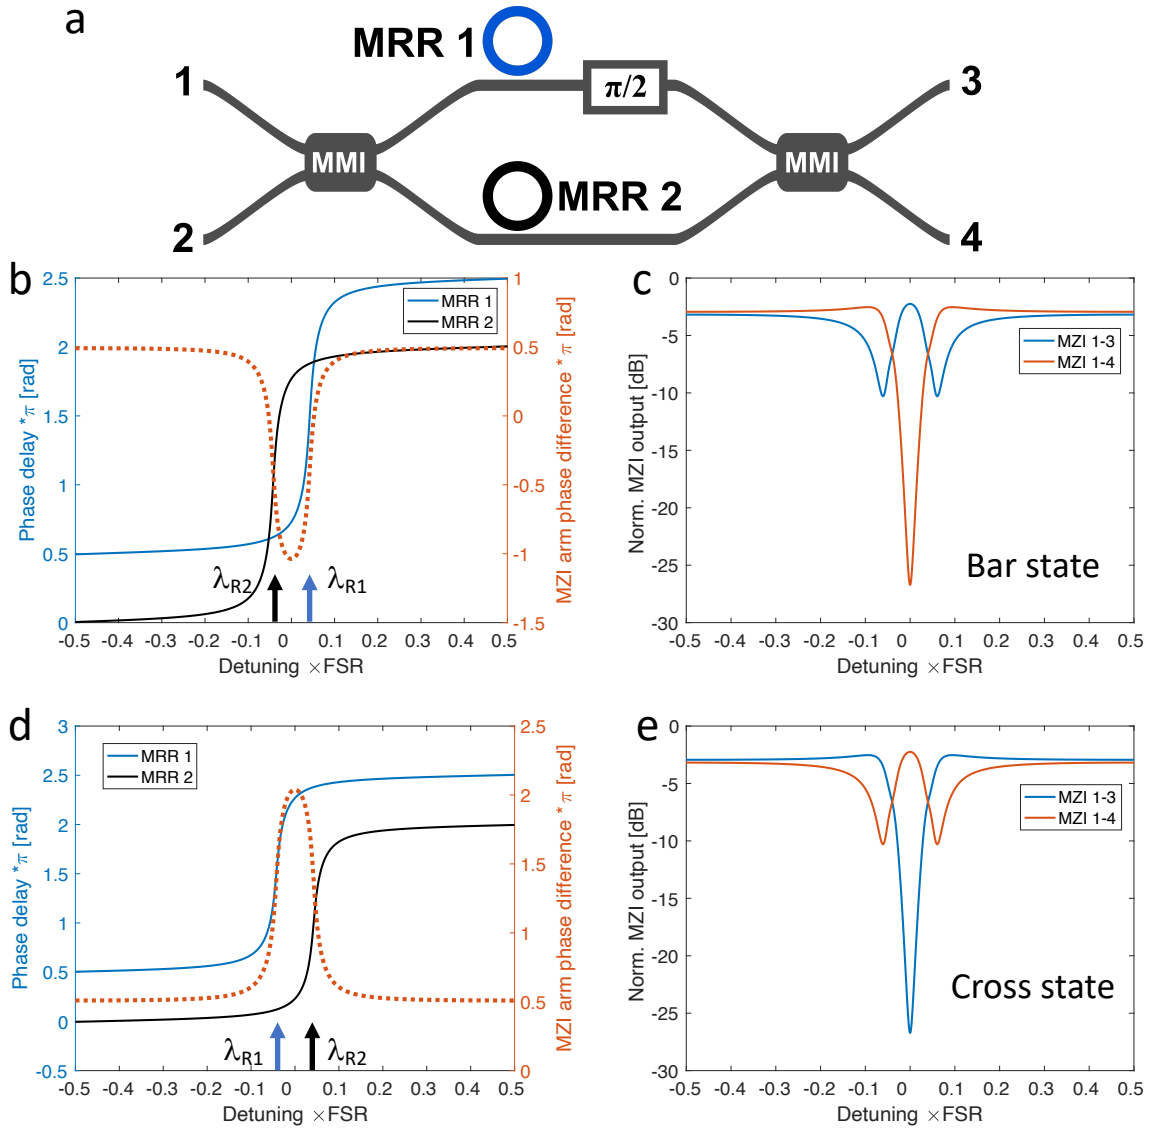 a
MRR 1
1
π/2
3
MMI
MMI
MRR 2
2
4
b
2.5
2
1.5
1
0.5
0
Phase delay *π [rad]
MRR 1
MRR 2
1
0.5
0
-0.5
-1
-1.5
MZI arm phase difference * π [rad]
λR2
λR1
-0.5 -0.4 -0.3 -0.2 -0.1 0 0.1 0.2 0.3 0.4 0.5
Detuning ×FSR
c
0
-5
-10
-15
-20
-25
-30
Norm. MZI output [dB]
MZI 1-3
MZI 1-4
Bar state
-0.5 -0.4 -0.3 -0.2 -0.1 0.0 0.1 0.2 0.3 0.4 0.5
Detuning ×FSR
d
3
2.5
2
1.5
1
0.5
0
-0.5
Phase delay *π [rad]
MRR 1
MRR 2
2.5
2
1.5
1
0.5
0
MZI arm phase difference * π [rad]
λR1
λR2
-0.5 -0.4 -0.3 -0.2 -0.1 0 0.1 0.2 0.3 0.4 0.5
Detuning ×FSR
e
0
-5
-10
-15
-20
-25
-30
Norm. MZI output [dB]
MZI 1-3
MZI 1-4
Cross state
-0.5 -0.4 -0.3 -0.2 -0.1 0.0 0.1 0.2 0.3 0.4 0.5
Detuning ×FSR